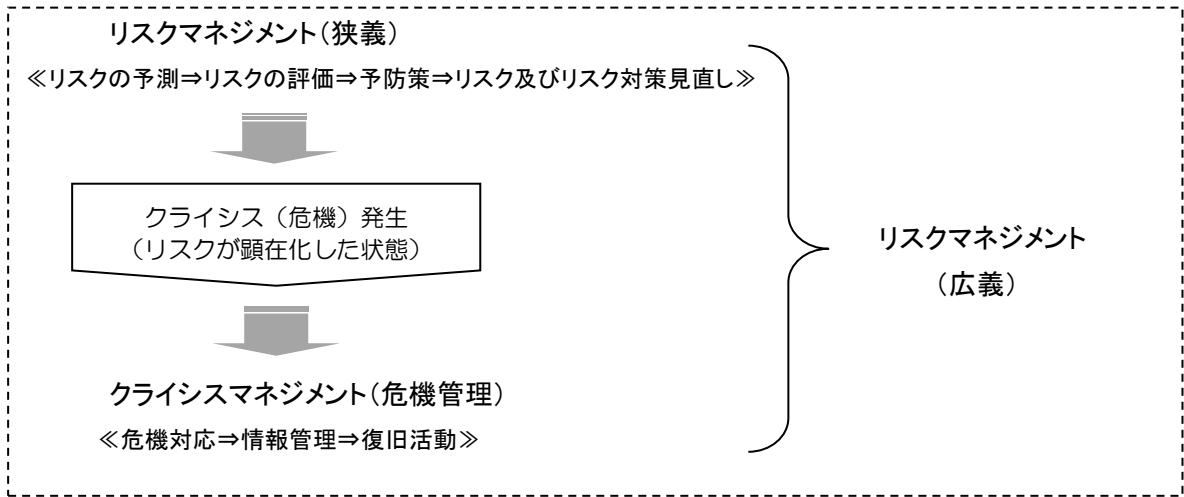 リスクマネジメント(狭義)
≪リスクの予測⇒リスクの評価⇒予防策⇒リスク及びリスク対策見直し≫
クライシス（危機）発生
（リスクが顕在化した状態）
クライシスマネジメント(危機管理)
≪危機対応⇒情報管理⇒復旧活動≫
リスクマネジメント
（広義）